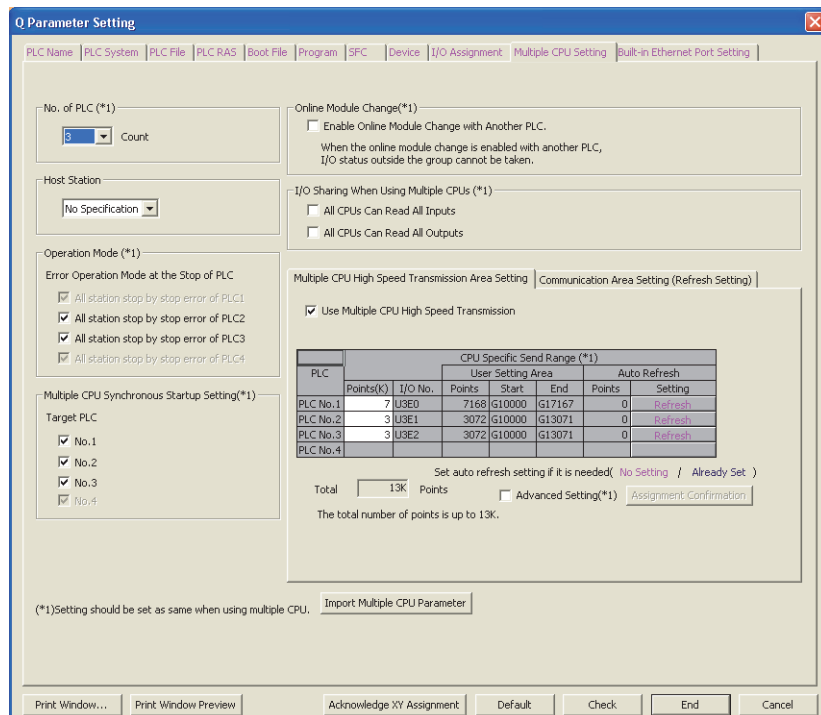 Q Parameter Setting
PLC Name PLC System PLC File PLC RAS Boot File Program SFC Device I/O Assignment Multiple CPU Setting Built-in Ethernet Port Setting
No. of PLC (*1)
3 Count
Host Station
No Specification
Operation Mode (*1)
Error Operation Mode at the Stop of PLC
All station stop by stop error of PLC1
All station stop by stop error of PLC2
All station stop by stop error of PLC3
All station stop by stop error of PLC4
Multiple CPU Synchronous Startup Setting(*1)
Target PLC
No.1
No.2
No.3
No.4
Online Module Change(*1)
Enable Online Module Change with Another PLC.
When the online module change is enabled with another PLC,
I/O status outside the group cannot be taken.
I/O Sharing When Using Multiple CPUs (*1)
All CPUs Can Read All Inputs
All CPUs Can Read All Outputs
Multiple CPU High Speed Transmission Area Setting Communication Area Setting (Refresh Setting)
Use Multiple CPU High Speed Transmission
CPU Specific Send Range (*1)
PLC User Setting Area Auto Refresh
Points(K) I/O No. Points Start End Points Setting
PLC No.1 7 U3E0 7168 G10000 G17167 0 Refresh
PLC No.2 3 U3E1 3072 G10000 G13071 0 Refresh
PLC No.3 3 U3E2 3072 G10000 G13071 0 Refresh
PLC No.4
Set auto refresh setting if it is needed( No Setting / Already Set )
Total 13K Points Advanced Setting(*1) Assignment Confirmation
The total number of points is up to 13K.
(*1)Setting should be set as same when using multiple CPU. Import Multiple CPU Parameter
Print Window... Print Window Preview Acknowledge XY Assignment Default Check End Cancel